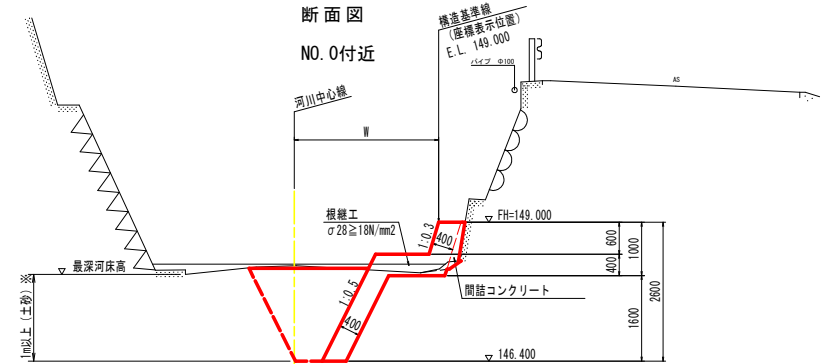 断面図
NO.0付近
構造基準線
(座標表示位置)
E.L. 149.000
パイプ Φ100
AS
河川中心線
W
根継工
σ28≧18N/mm2
1:0.3
400
FH=149.000
600
400
1000
2600
1600
最深河床高
間詰コンクリート
1:0.5
400
1m以上(土砂)※
146.400